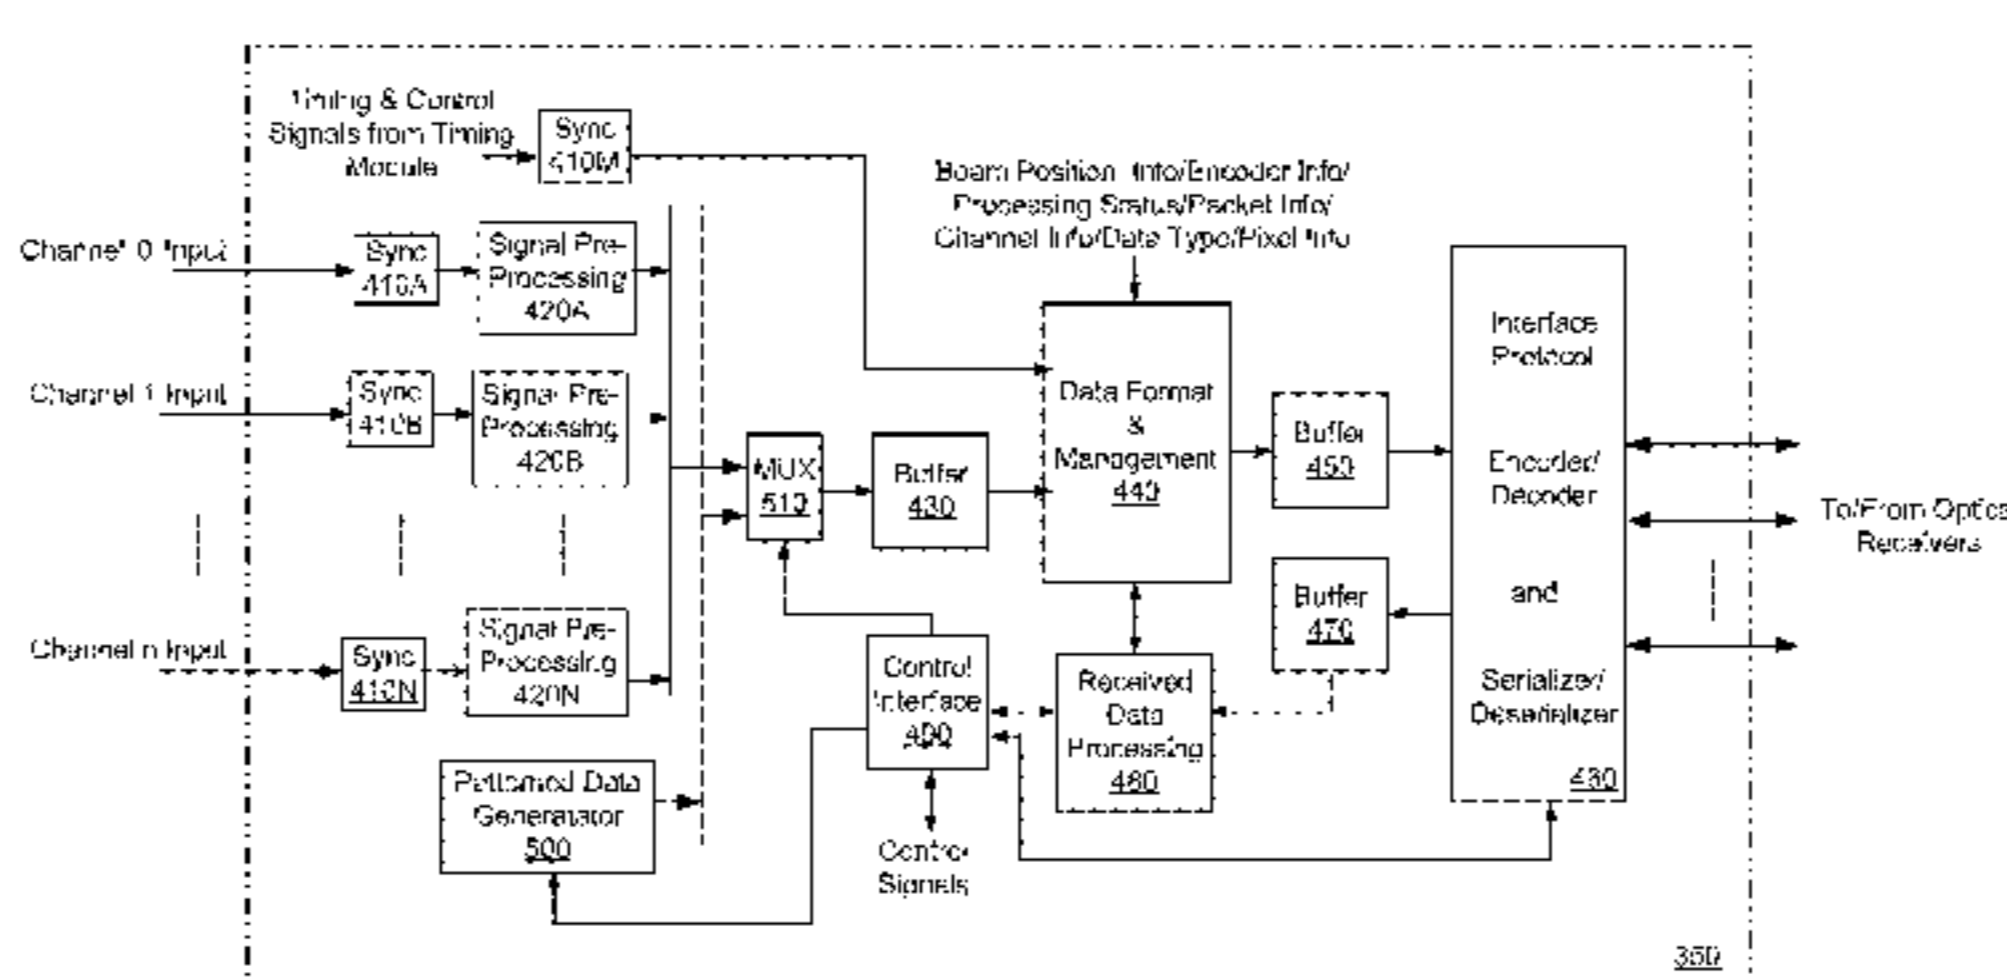 Timing & Control
Signals from Timing
Module
Sync
410M
Beam Position Info/Encoder Info/
Processing Status/Packet Info/
Channel Info/Data Type/Pixel Info
Channel 0 Input
Sync
410A
Signal Pre-
Processing
420A
Interface
Protocol
Encoder/
Decoder
and
Serializer/
Deserializer
460
Channel 1 Input
Sync
410B
Signal Pre-
Processing
420B
Data Format
&
Management
440
Buffer
450
MUX
510
Buffer
430
To/From Optics
Receivers
Buffer
470
Channel n Input
Sync
410N
Signal Pre-
Processing
420N
Control
Interface
Received
Data
Processing
480
Patterned Data
Generatator
500
Control
Signals
350